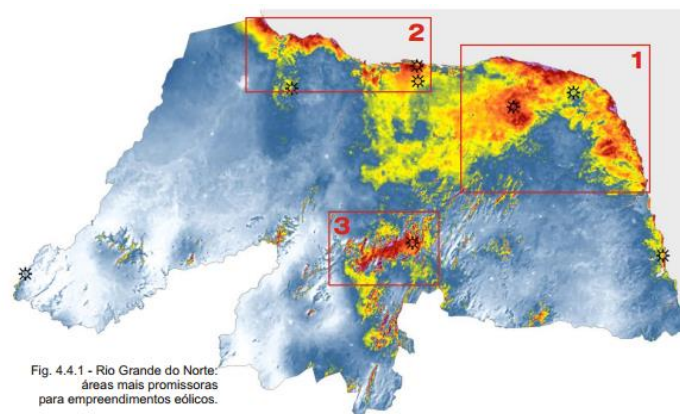 2
1
3
Fig. 4.4.1 - Rio Grande do Norte:
áreas mais promissoras
para empreendimentos eólicos.